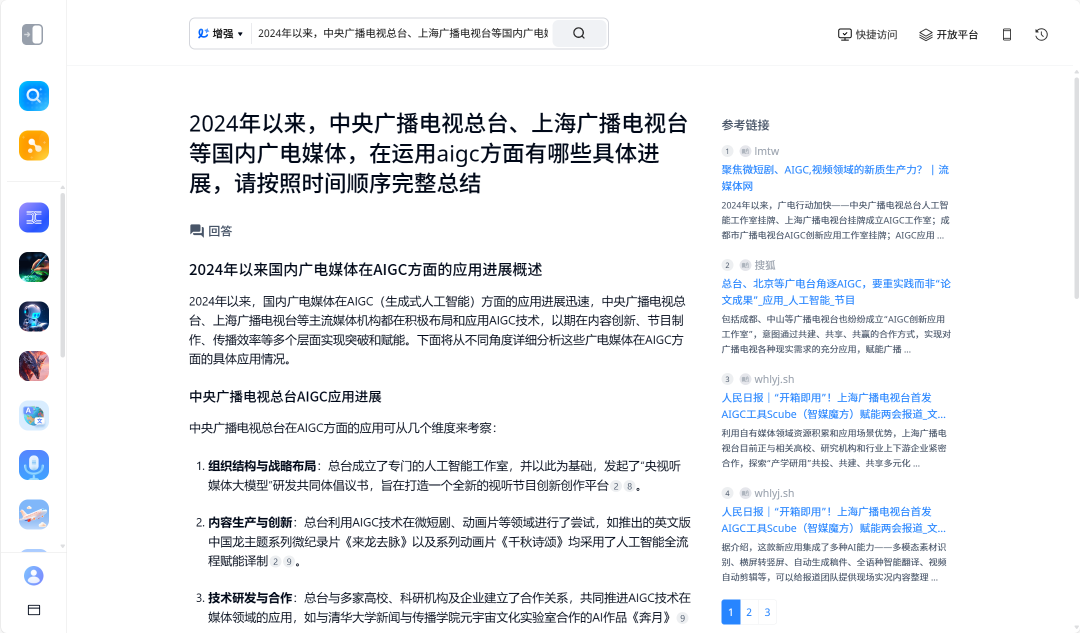 增强 ▾ 2024年以来，中央广播电视总台、上海广播电视台等国内广电媒
快捷访问 开放平台
2024年以来，中央广播电视总台、上海广播电视台
等国内广电媒体，在运用aigc方面有哪些具体进
展，请按照时间顺序完整总结
回答
2024年以来国内广电媒体在AIGC方面的应用进展概述
2024年以来，国内广电媒体在AIGC（生成式人工智能）方面的应用进展迅速，中央广播电视总
台、上海广播电视台等主流媒体机构都在积极布局和应用AIGC技术，以期在内容创新、节目制
作、传播效率等多个层面实现突破和赋能。下面将从不同角度详细分析这些广电媒体在AIGC方
面的具体应用情况。
中央广播电视总台AIGC应用进展
中央广播电视总台在AIGC方面的应用可从几个维度来考察：
1. 组织结构与战略布局：总台成立了专门的人工智能工作室，并以此为基础，发起了“央视听
媒体大模型”研发共同体倡议书，旨在打造一个全新的视听节目创新创作平台 2 8 。
2. 内容生产与创新：总台利用AIGC技术在微短剧、动画片等领域进行了尝试，如推出的英文版
中国龙主题系列微纪录片《来龙去脉》以及系列动画片《千秋诗颂》均采用了人工智能全流
程赋能译制 2 9 。
3. 技术研发与合作：总台与多家高校、科研机构及企业建立了合作关系，共同推进AIGC技术在
媒体领域的应用，如与清华大学新闻与传播学院元宇宙文化实验室合作的AI作品《奔月》 9
参考链接
1 lmtw
聚焦微短剧、AIGC,视频领域的新质生产力？ | 流
媒体网
2024年以来，广电行动加快——中央广播电视总台人工智
能工作室挂牌、上海广播电视台挂牌成立AIGC工作室；成
都市广播电视台AIGC创新应用工作室挂牌；AIGC应用 ...
2 搜狐
总台、北京等广电台角逐AIGC，要重实践而非“论
文成果”_应用_人工智能_节目
包括成都、中山等广播电视台也纷纷成立“AIGC创新应用
工作室”，意图通过共建、共享、共赢的合作方式，实现对
广播电视各种现实需求的充分应用，赋能广播 ...
3 whlyj.sh
人民日报｜“开箱即用”！上海广播电视台首发
AIGC工具Scube（智媒魔方）赋能两会报道_文...
利用自有媒体领域资源积累和应用场景优势，上海广播电
视台目前正与相关高校、研究机构和行业上下游企业紧密
合作，探索“产学研用”共投、共建、共享多元化 ...
4 whlyj.sh
人民日报｜“开箱即用”！上海广播电视台首发
AIGC工具Scube（智媒魔方）赋能两会报道_文...
据介绍，这款新应用集成了多种AI能力——多模态素材识
别、横屏转竖屏、自动生成稿件、全语种智能翻译、视频
自动剪辑等，可以给报道团队提供现场实况内容整理 ...
1 2 3